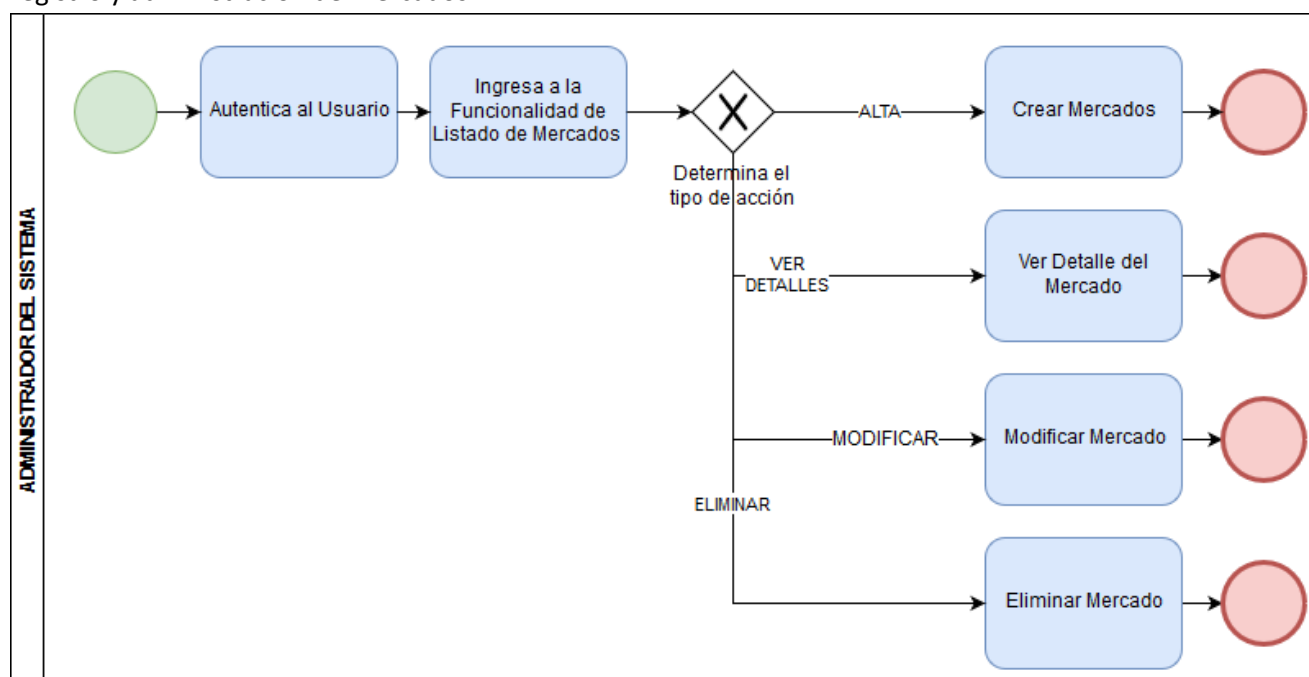 ADMINISTRADOR DEL SISTEMA
Autentica al Usuario
Ingresa a la
Funcionalidad de
Listado de Mercados
Determina el
tipo de acción
ALTA
Crear Mercados
VER
DETALLES
Ver Detalle del
Mercado
MODIFICAR
Modificar Mercado
ELIMINAR
Eliminar Mercado